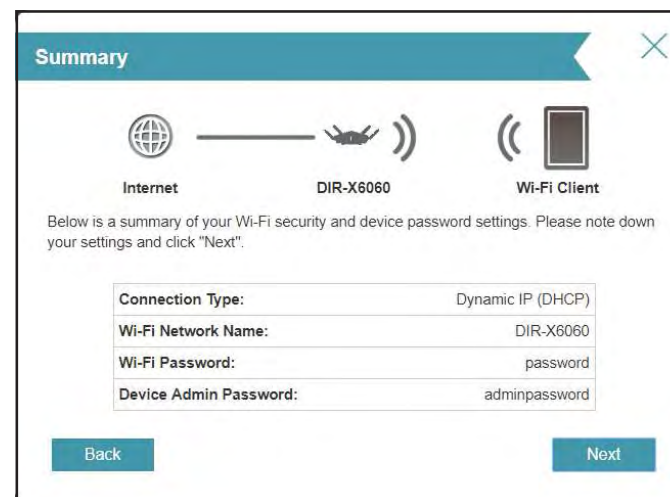 Summary
Internet DIR-X6060 Wi-Fi Client
Below is a summary of your Wi-Fi security and device password settings. Please note down
your settings and click "Next".
Connection Type: Dynamic IP (DHCP)
Wi-Fi Network Name: DIR-X6060
Wi-Fi Password: password
Device Admin Password: adminpassword
Back Next